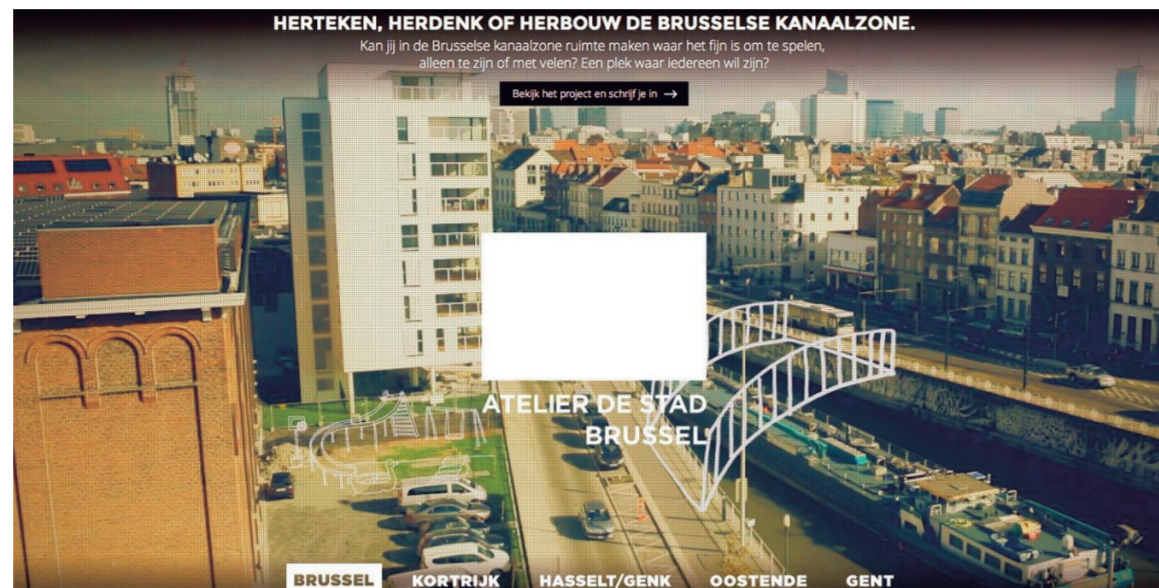 HERTEKEN, HERDENK OF HERBOUW DE BRUSSELSE KANAALZONE.
Kan jij in de Brusselse kanaalzone ruimte maken waar het fijn is om te spelen,
alleen te zijn of met velen? Een plek waar iedereen wil zijn?
Bekijk het project en schrijf je in →
ATELIER DE STAD
BRUSSEL
BRUSSEL KORTRIJK HASSELT/GENK OOSTENDE GENT